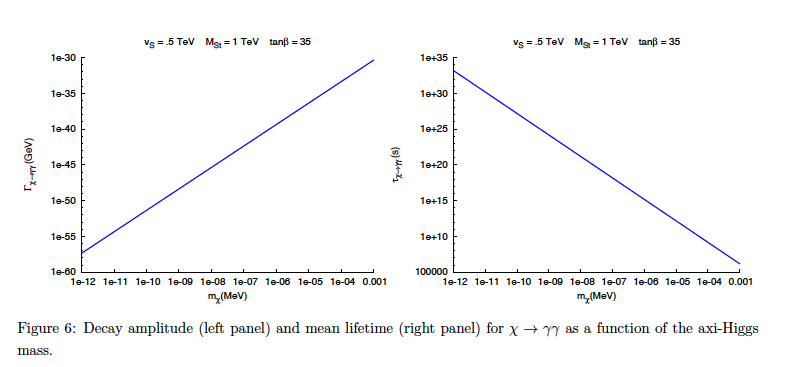 v_S = .5 TeV M_St = 1 TeV tanβ = 35
1e-30
1e-35
1e-40
1e-45
1e-50
1e-55
1e-60
Γ_χ→γγ (GeV)
1e-12 1e-11 1e-10 1e-09 1e-08 1e-07 1e-06 1e-05 1e-04 0.001
m_χ(MeV)
v_S = .5 TeV M_St = 1 TeV tanβ = 35
1e+35
1e+30
1e+25
1e+20
1e+15
1e+10
100000
τ_χ→γγ (s)
1e-12 1e-11 1e-10 1e-09 1e-08 1e-07 1e-06 1e-05 1e-04 0.001
m_χ(MeV)
Figure 6: Decay amplitude (left panel) and mean lifetime (right panel) for χ → γγ as a function of the axi-Higgs
mass.